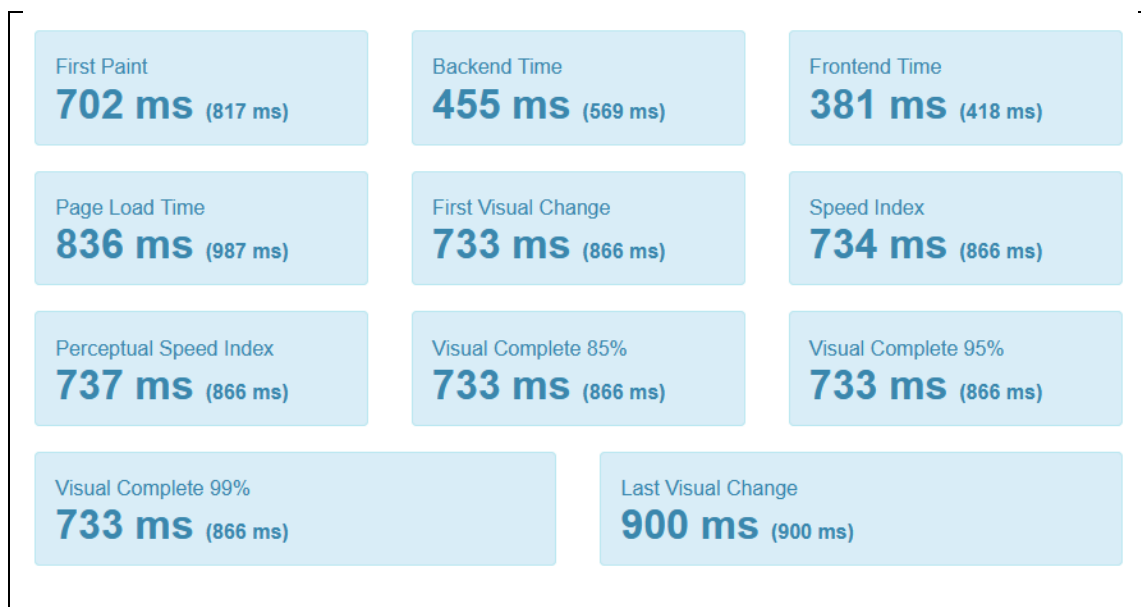 First Paint
702 ms (817 ms)
Backend Time
455 ms (569 ms)
Frontend Time
381 ms (418 ms)
Page Load Time
836 ms (987 ms)
First Visual Change
733 ms (866 ms)
Speed Index
734 ms (866 ms)
Perceptual Speed Index
737 ms (866 ms)
Visual Complete 85%
733 ms (866 ms)
Visual Complete 95%
733 ms (866 ms)
Visual Complete 99%
733 ms (866 ms)
Last Visual Change
900 ms (900 ms)